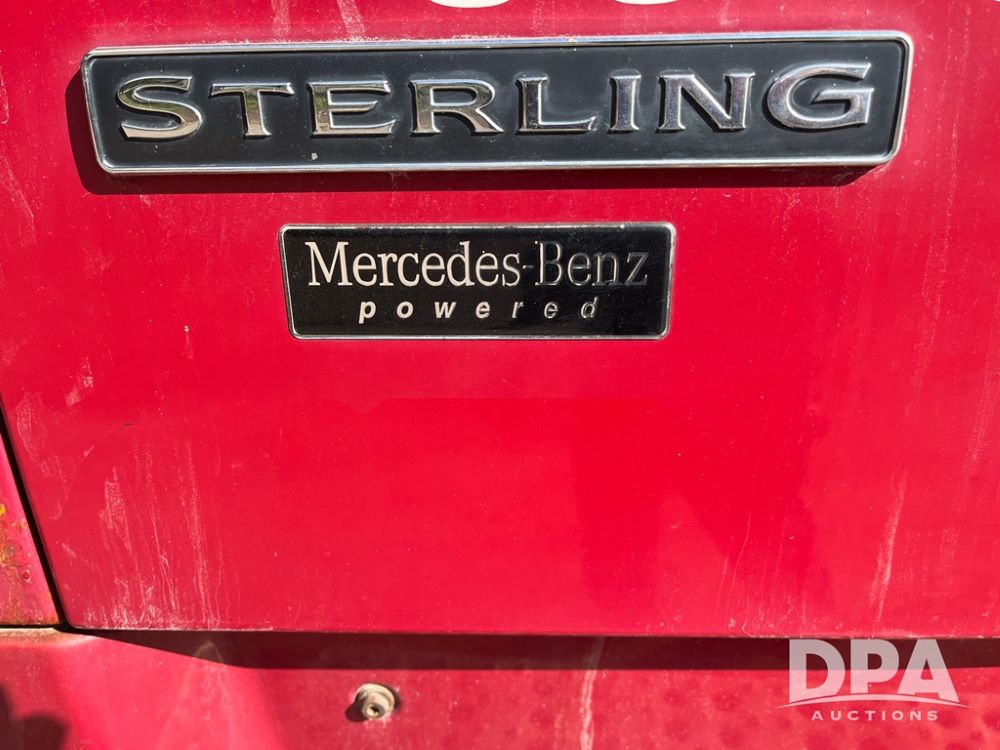 STERLING
Mercedes-Benz
powered
DPA
AUCTIONS